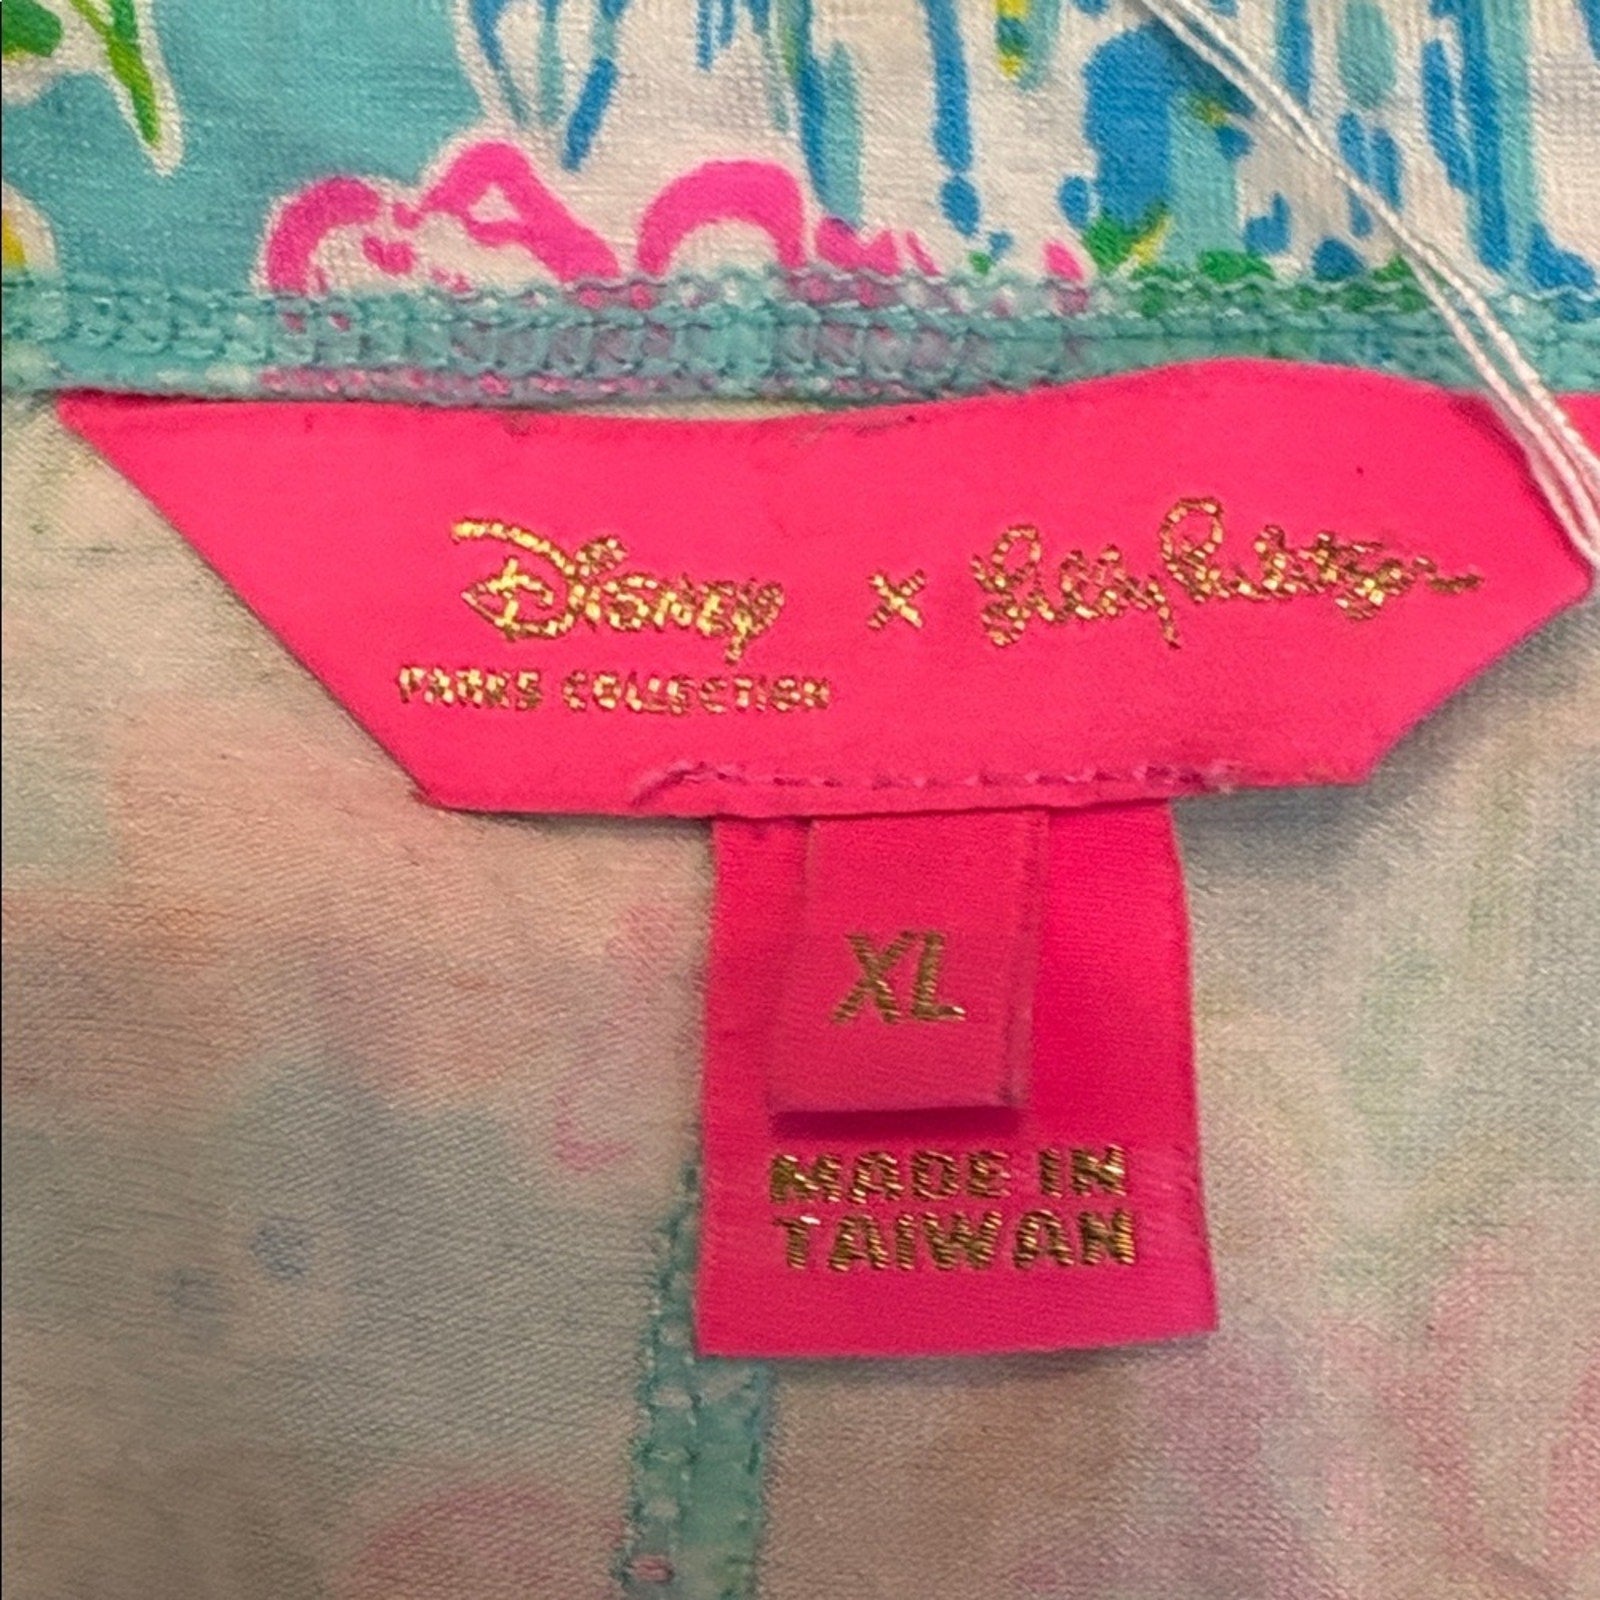 Disney x Lilly Pulitzer
PARKS COLLECTION
XL
MADE IN
TAIWAN